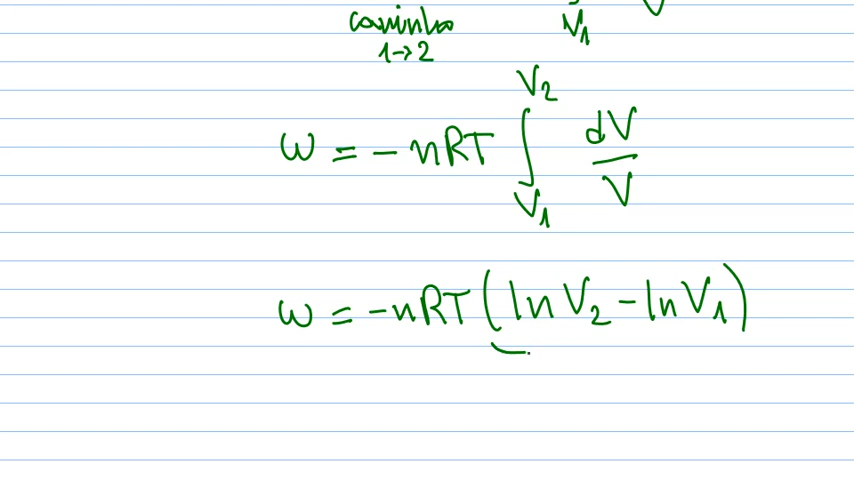 caminho V₁ V
1→2
w = - nRT ∫_{V₁}^{V₂} dV/V
w = -nRT (ln V₂ - ln V₁)